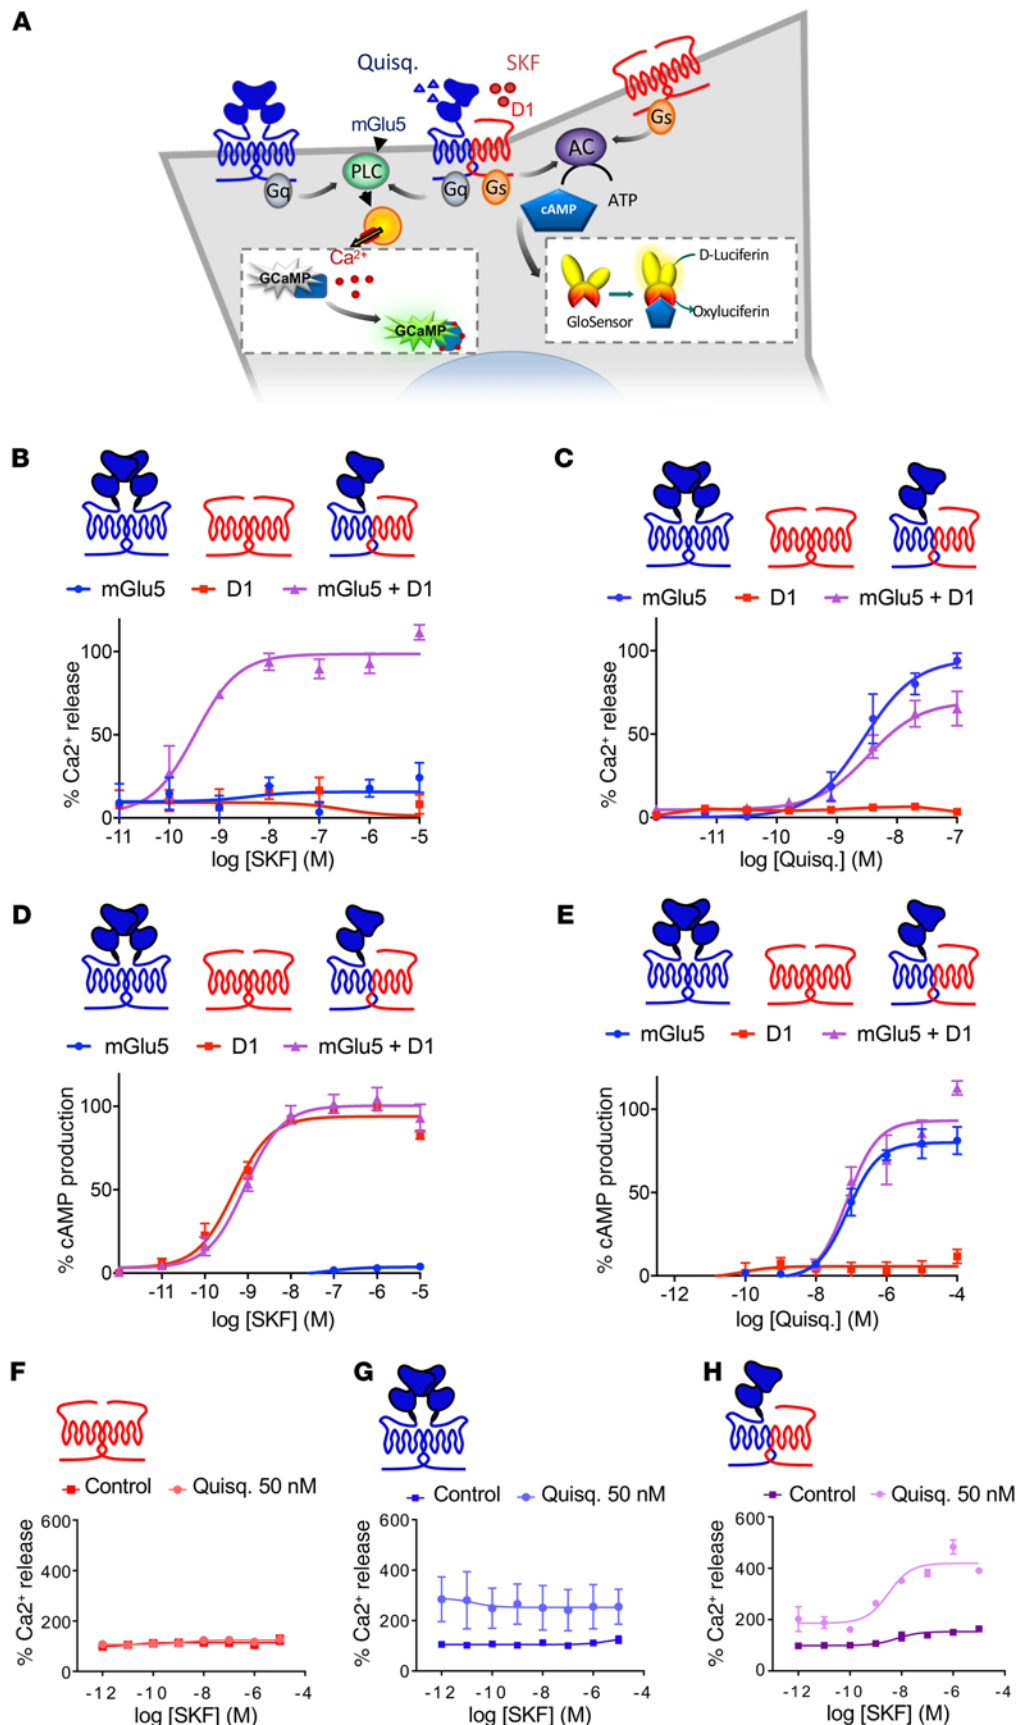 A
Quisq.
SKF
D1
mGlu5
Gs
PLC
AC
Gq
Gq
Gs
ATP
cAMP
Ca2+
GCaMP
GCaMP
D-Luciferin
GloSensor
Oxyluciferin
B
mGlu5 D1 mGlu5 + D1
% Ca2+ release
100
50
0
-11 -10 -9 -8 -7 -6 -5
log [SKF] (M)
C
mGlu5 D1 mGlu5 + D1
% Ca2+ release
100
50
0
-11 -9 -8 -7
log [Quisq.] (M)
D
mGlu5 D1 mGlu5 + D1
% cAMP production
100
50
0
-11 -10 -9 -8 -7 -6 -5
log [SKF] (M)
E
mGlu5 D1 mGlu5 + D1
% cAMP production
100
50
0
-12 -10 -8 -7 -6 -5 -4
log [Quisq.] (M)
F
Control Quisq. 50 nM
% Ca2+ release
600
400
200
0
-12 -10 -8 -6 -4
log [SKF] (M)
G
Control Quisq. 50 nM
% Ca2+ release
600
400
200
0
-12 -10 -8 -6 -4
log [SKF] (M)
H
Control Quisq. 50 nM
% Ca2+ release
600
400
200
0
-12 -10 -8 -6 -4
log [SKF] (M)